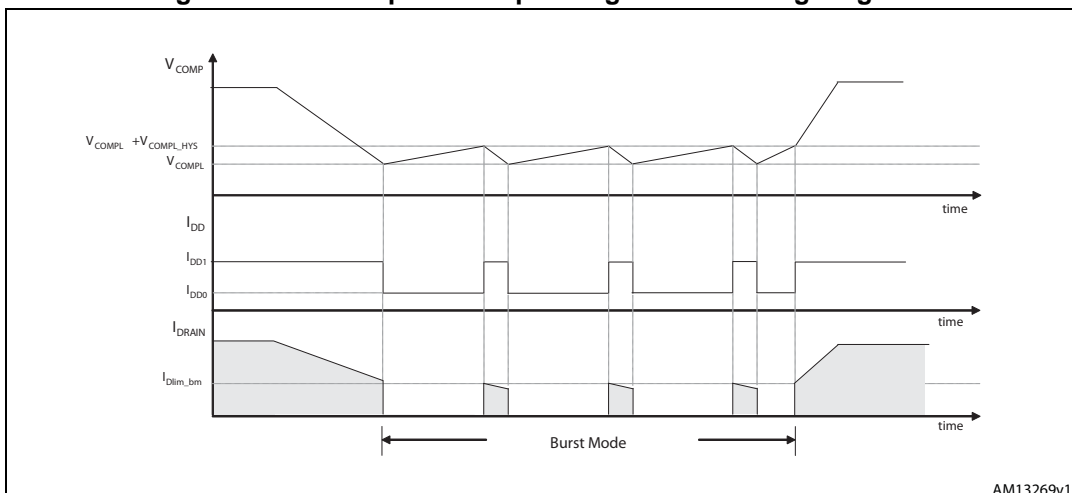 V_COMP
V_COMPL +V_COMPL_HYS
V_COMPL
time
I_DD
I_DD1
I_DD0
time
I_DRAIN
I_Dlim_bm
time
Burst Mode
AM13269v1